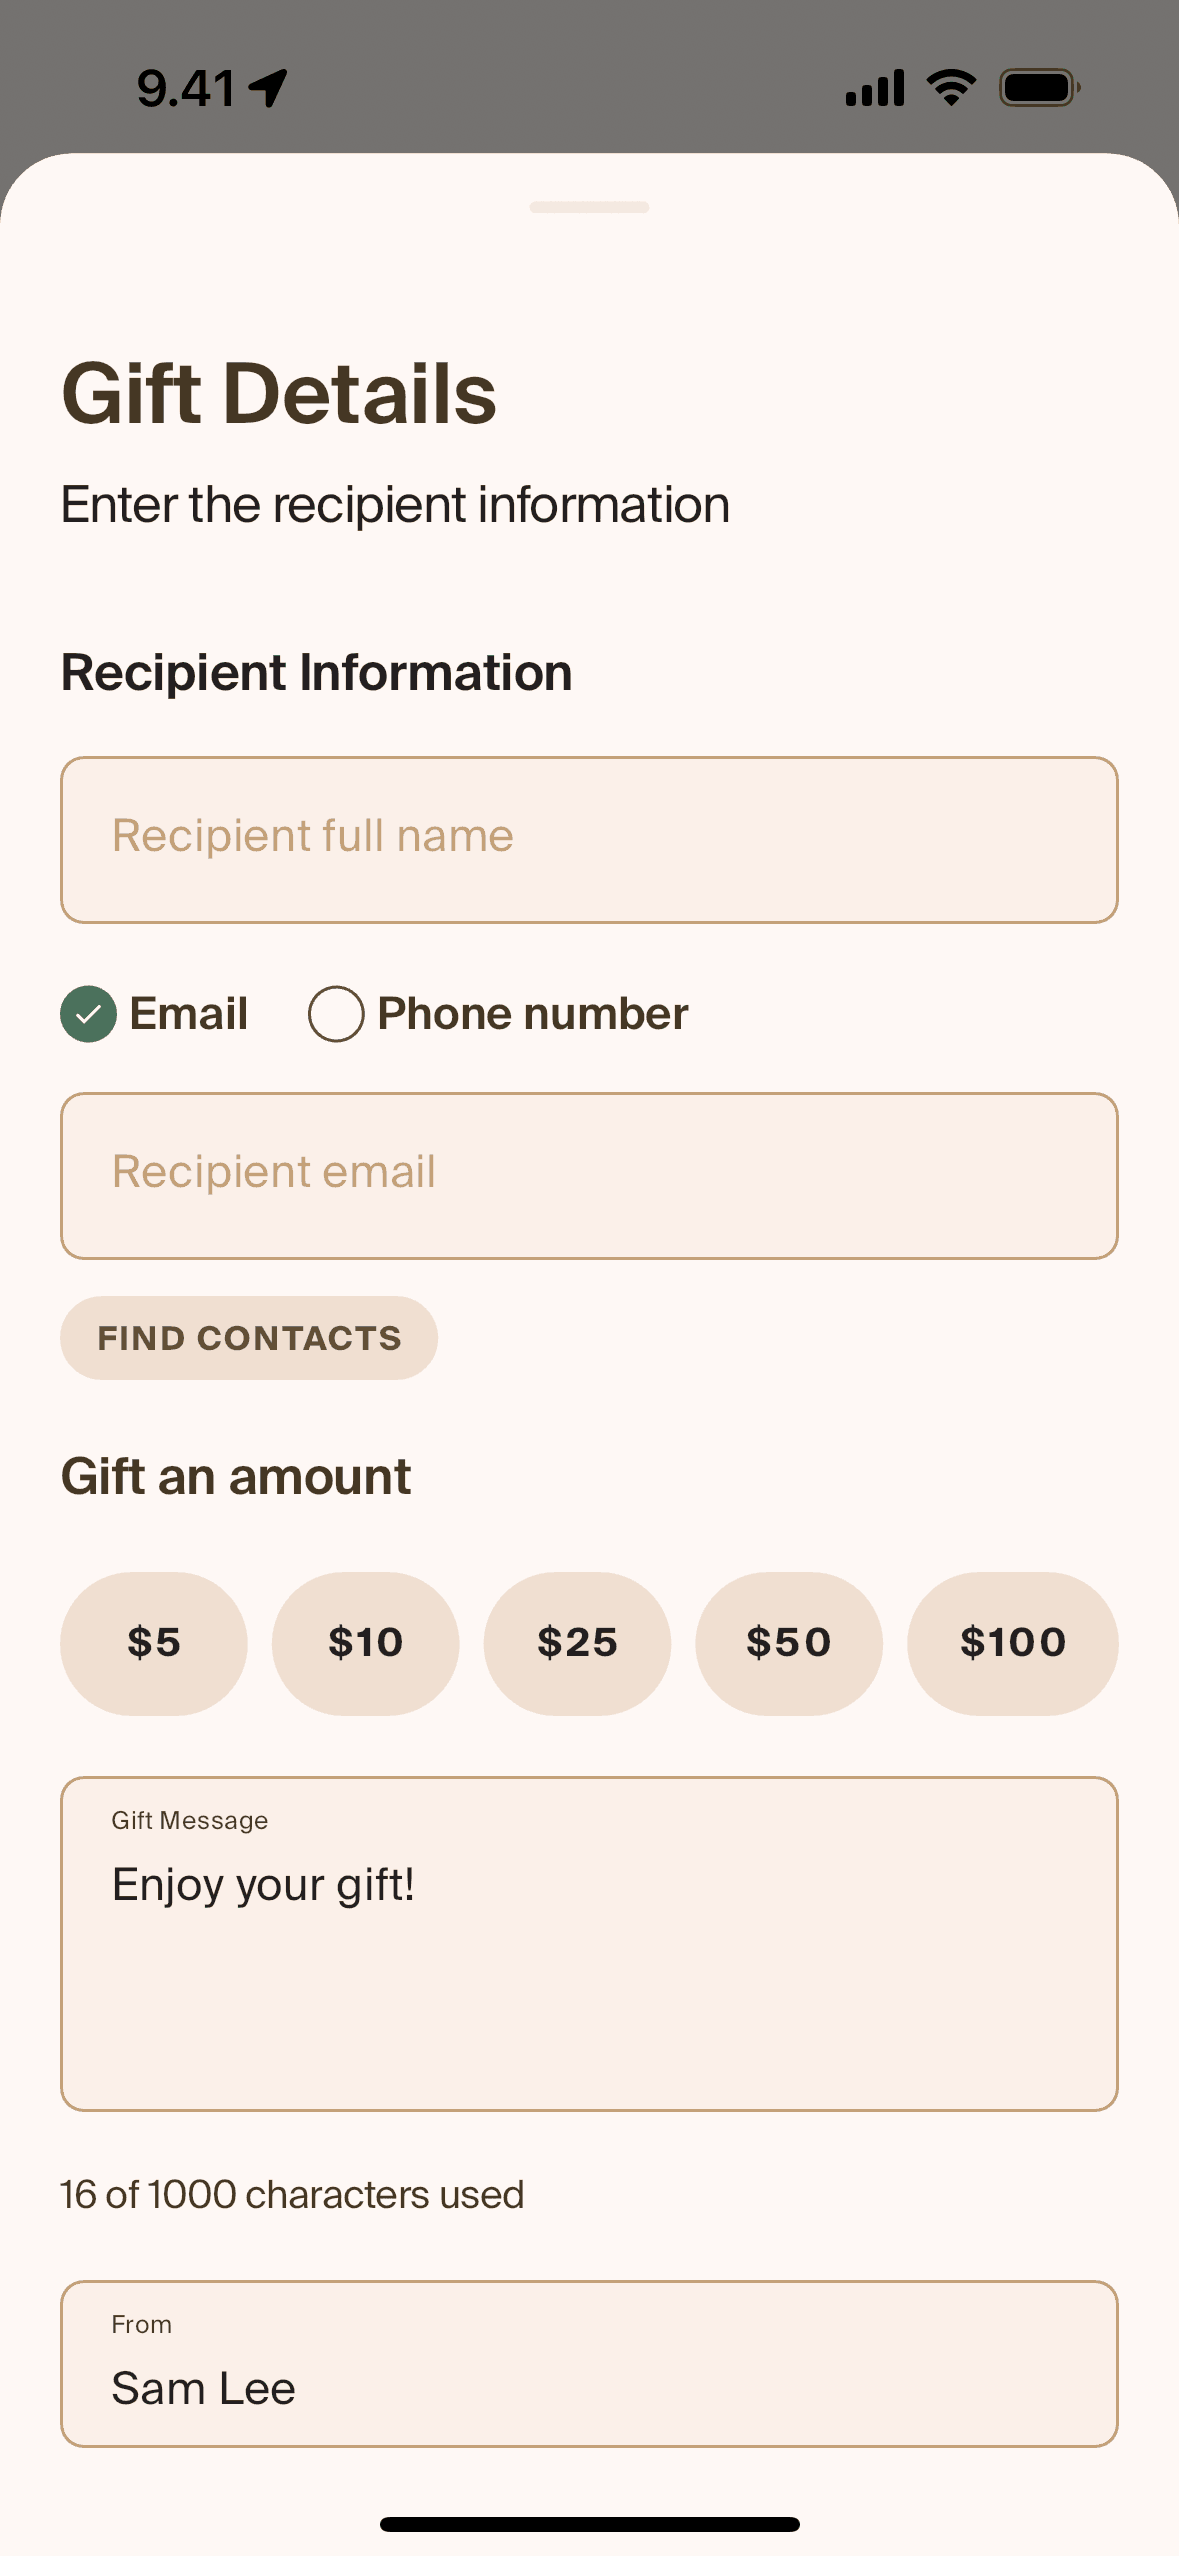 9.41
Gift Details
Enter the recipient information
Recipient Information
Recipient full name
Email Phone number
Recipient email
FIND CONTACTS
Gift an amount
$5 $10 $25 $50 $100
Gift Message
Enjoy your gift!
16 of 1000 characters used
From
Sam Lee